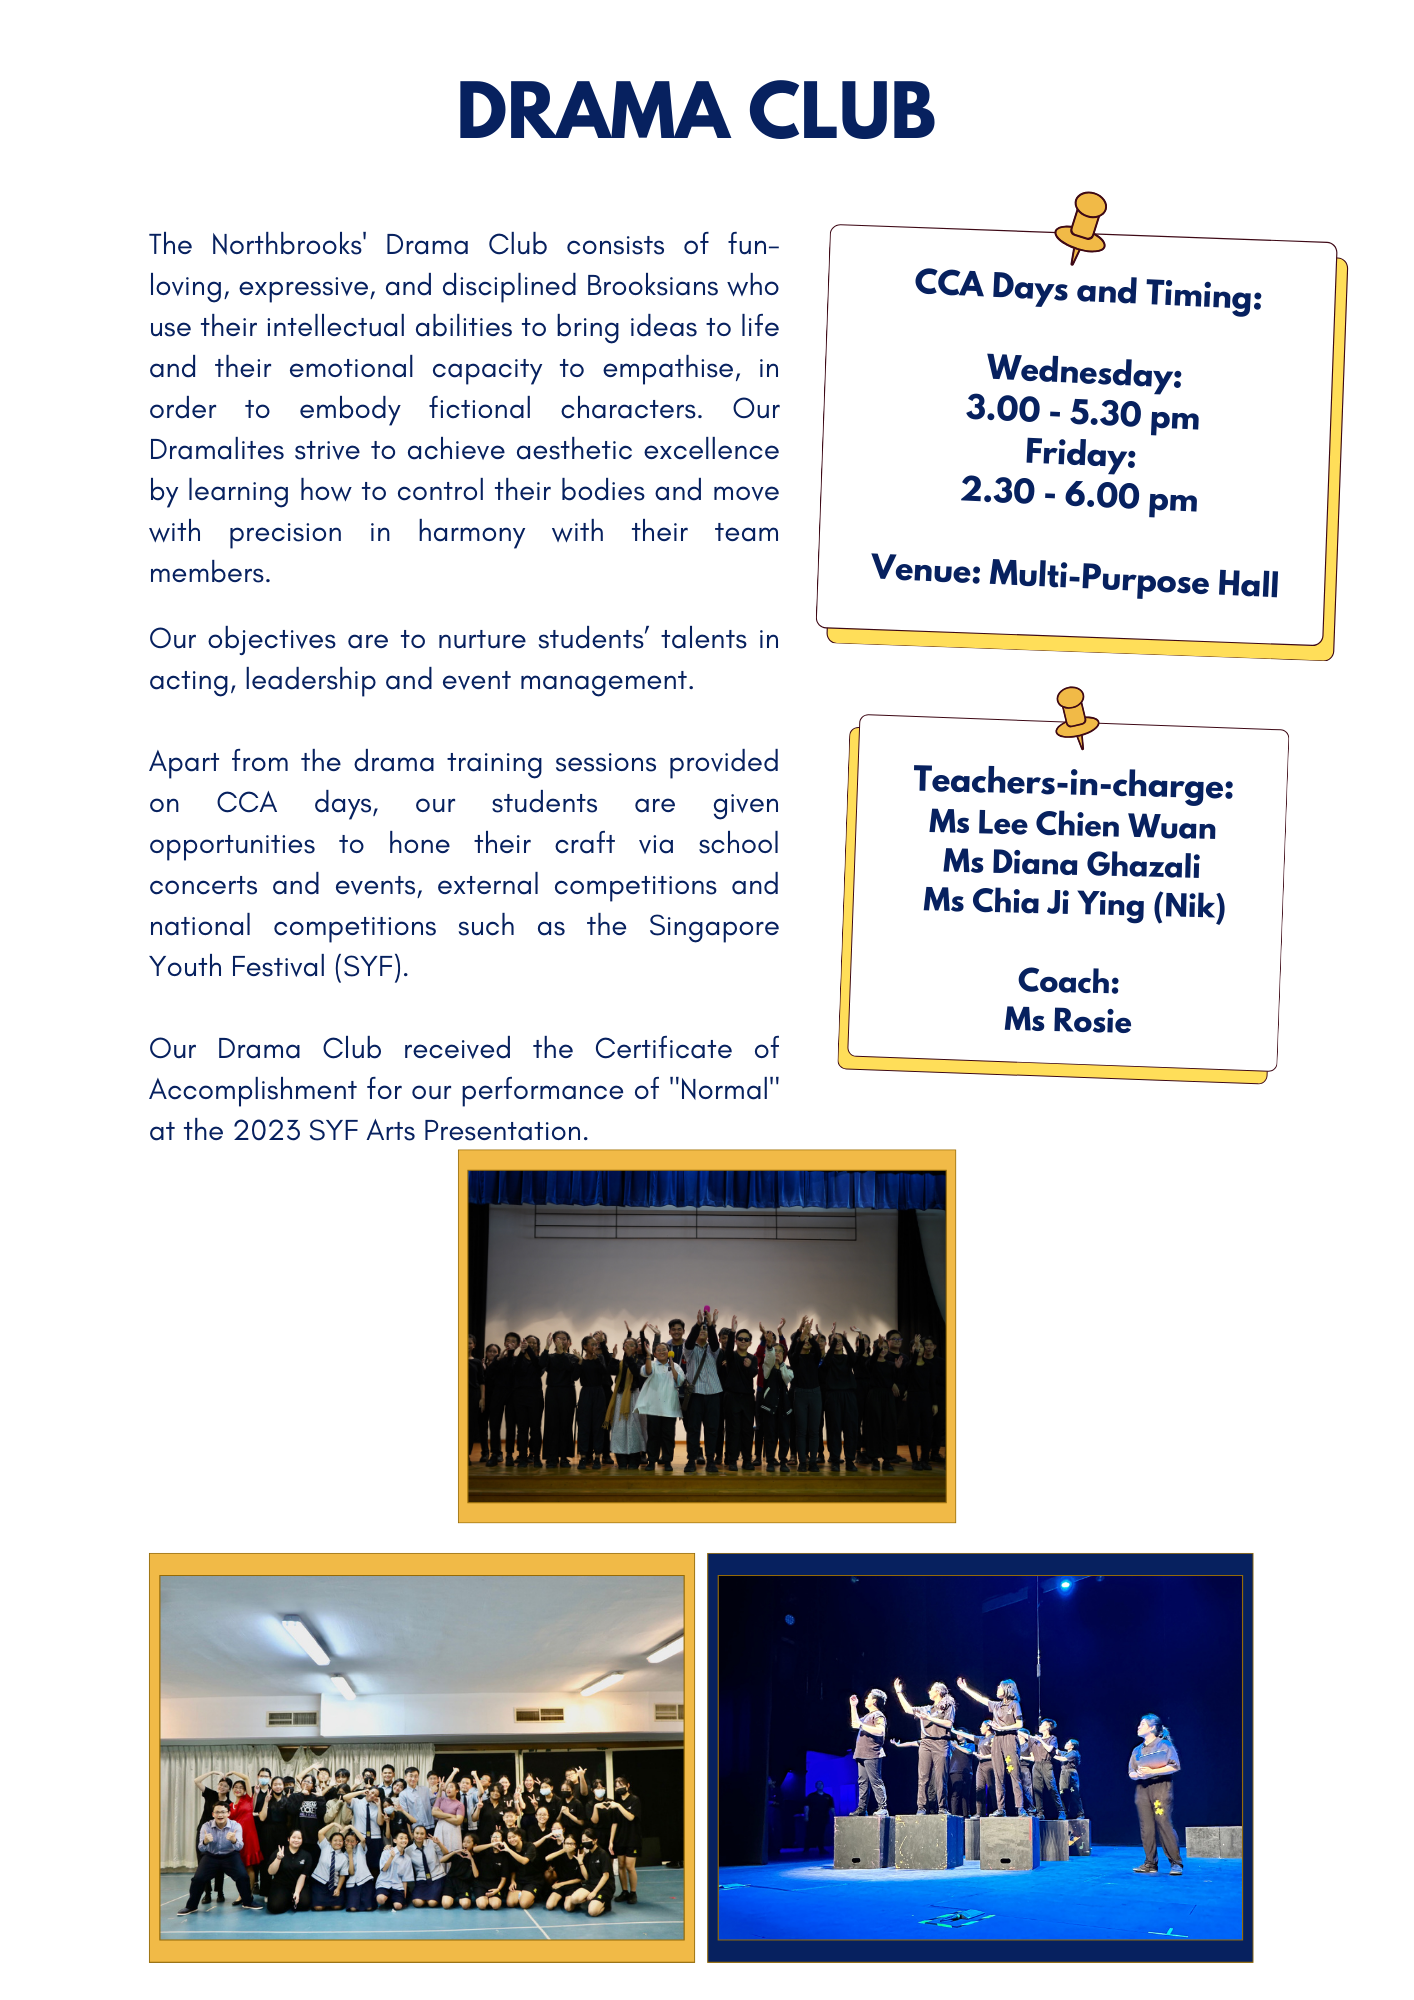 DRAMA CLUB
The Northbrooks' Drama Club consists of fun-
loving, expressive, and disciplined Brooksians who
use their intellectual abilities to bring ideas to life
and their emotional capacity to empathise, in
order to embody fictional characters. Our
Dramalites strive to achieve aesthetic excellence
by learning how to control their bodies and move
with precision in harmony with their team
members.
Our objectives are to nurture students’ talents in
acting, leadership and event management.
Apart from the drama training sessions provided
on CCA days, our students are given
opportunities to hone their craft via school
concerts and events, external competitions and
national competitions such as the Singapore
Youth Festival (SYF).
Our Drama Club received the Certificate of
Accomplishment for our performance of "Normal"
at the 2023 SYF Arts Presentation.
CCA Days and Timing:
Wednesday:
3.00 - 5.30 pm
Friday:
2.30 - 6.00 pm
Venue: Multi-Purpose Hall
Teachers-in-charge:
Ms Lee Chien Wuan
Ms Diana Ghazali
Ms Chia Ji Ying (Nik)
Coach:
Ms Rosie